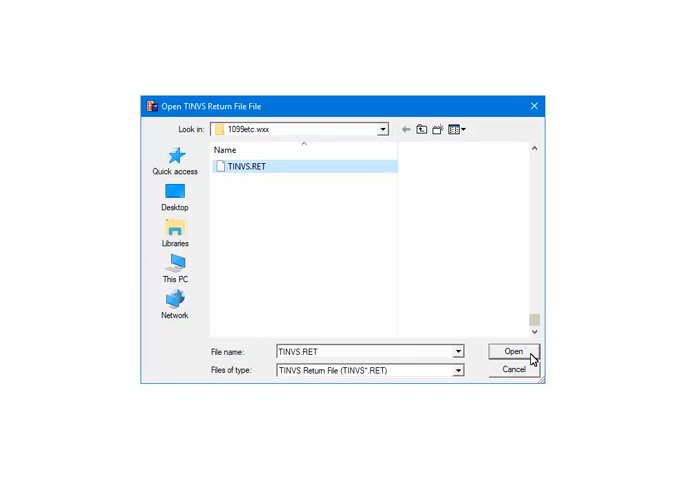 Open TINVS Return File File
Look in: 1099etc.wxx
Name
TINVS.RET
Quick access
Desktop
Libraries
This PC
Network
File name: TINVS.RET Open
Files of type: TINVS Return File (TINVS*.RET) Cancel